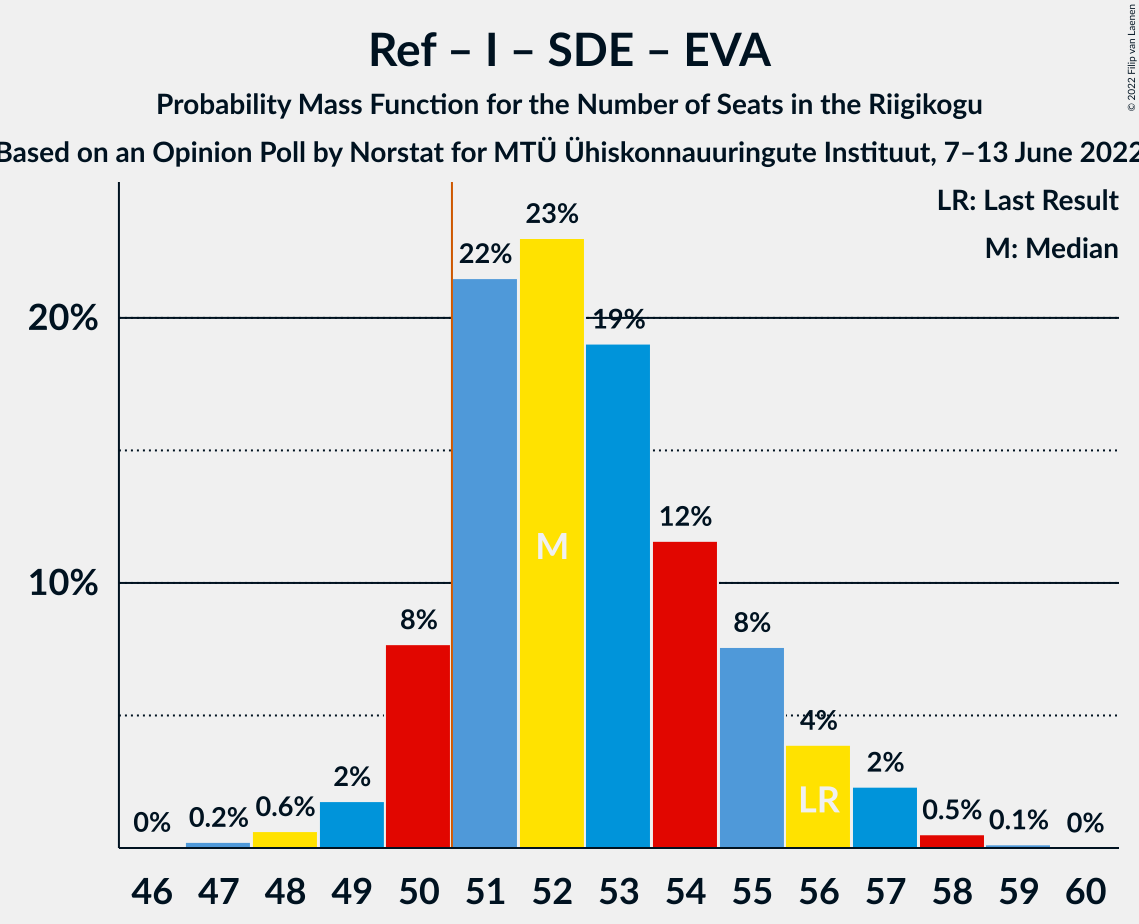 Ref – I – SDE – EVA
Probability Mass Function for the Number of Seats in the Riigikogu
Based on an Opinion Poll by Norstat for MTÜ Ühiskonnauuringute Instituut, 7–13 June 2022
© 2022 Filip van Laenen
LR: Last Result
M: Median
20%
10%
0% 0.2% 0.6% 2% 8% 22% 23% 19% 12% 8% 4% 2% 0.5% 0.1% 0%
M
LR
46 47 48 49 50 51 52 53 54 55 56 57 58 59 60